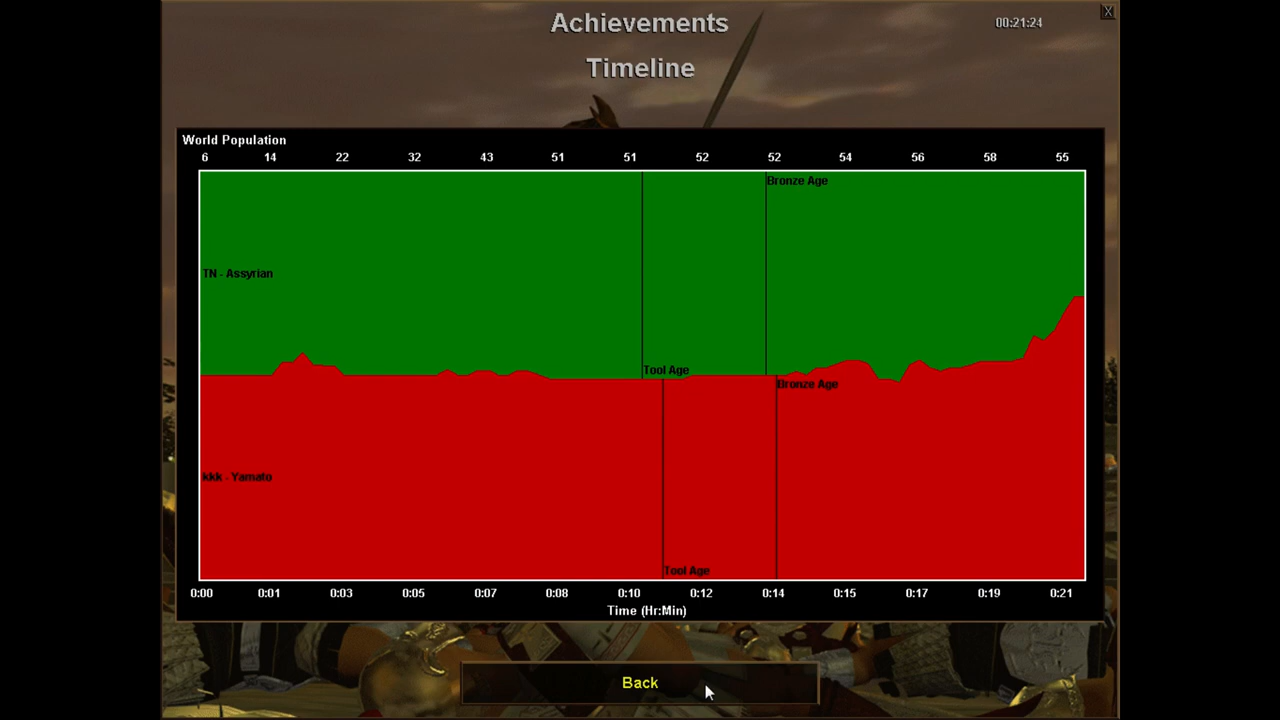 Achievements
00:21:24
X
Timeline
World Population
6 14 22 32 43 51 51 52 52 54 56 58 55
Bronze Age
TN - Assyrian
Tool Age
Bronze Age
kkk - Yamato
Tool Age
0:00 0:01 0:03 0:05 0:07 0:08 0:10 0:12 0:14 0:15 0:17 0:19 0:21
Time (Hr:Min)
Back